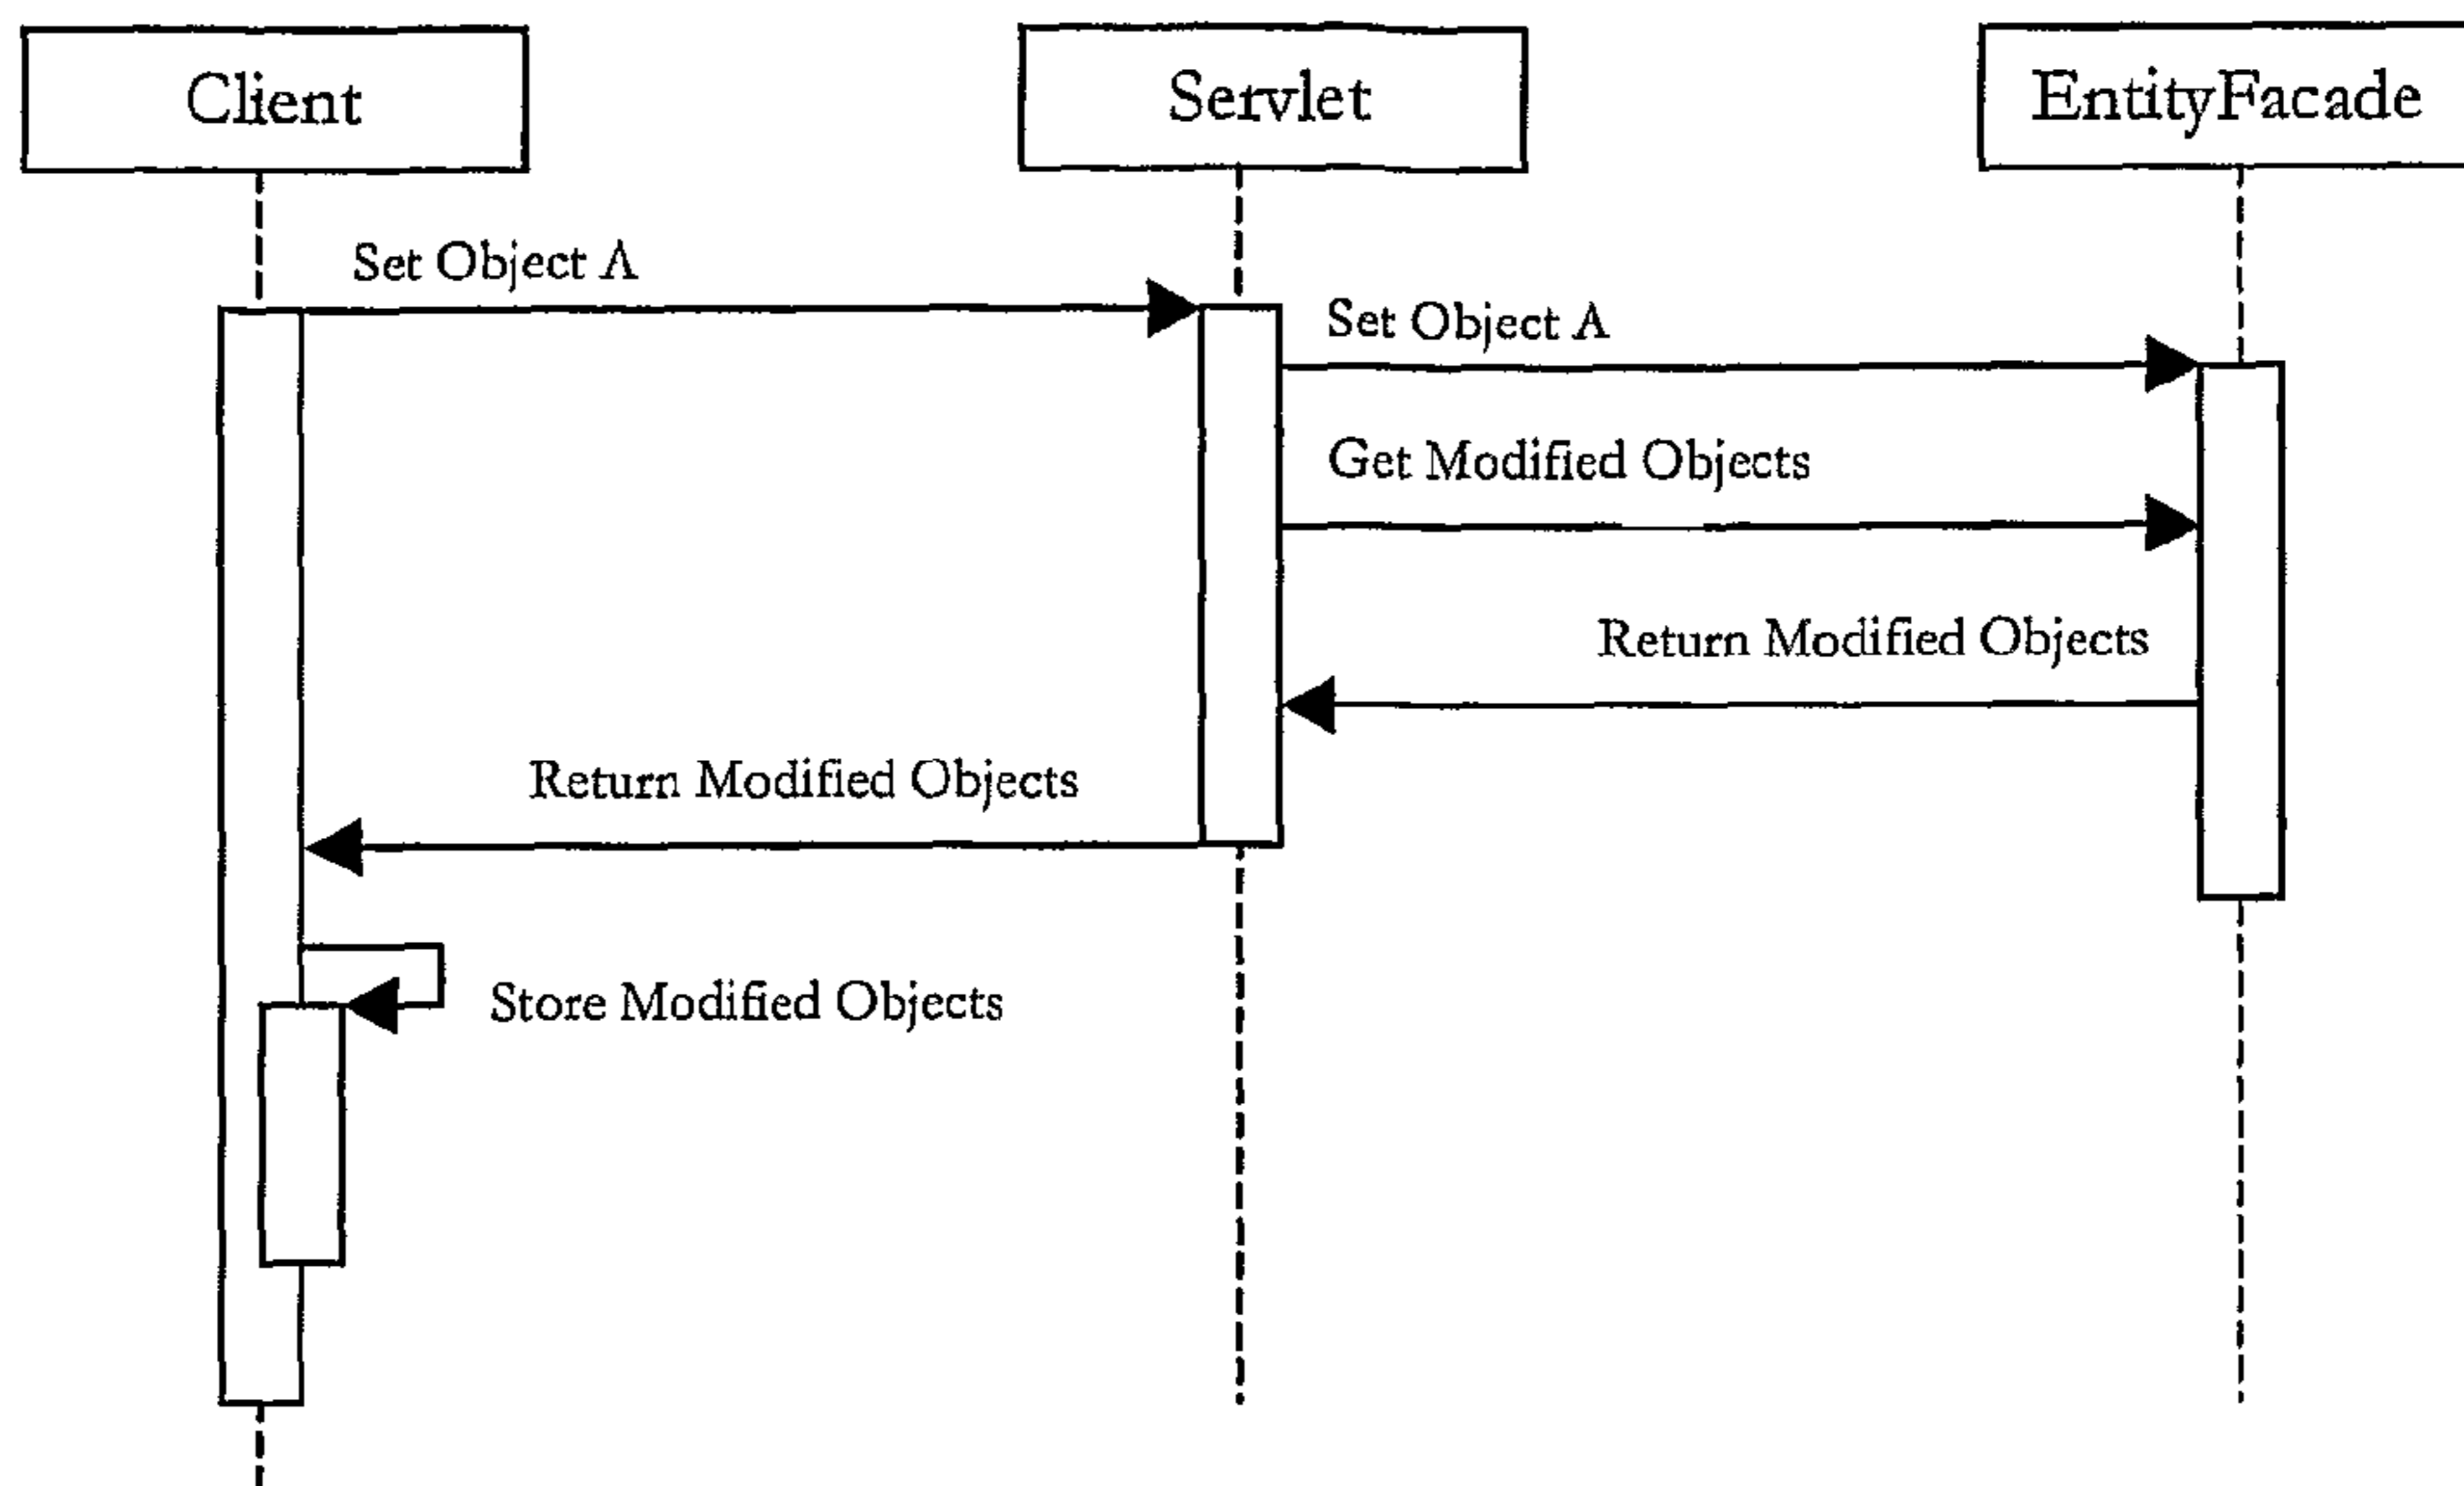 Client
Servlet
EntityFacade
Set Object A
Set Object A
Get Modified Objects
Return Modified Objects
Return Modified Objects
Store Modified Objects